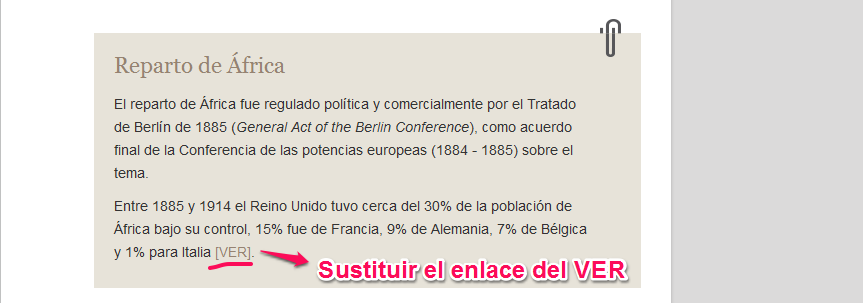 Reparto de África
El reparto de África fue regulado política y comercialmente por el Tratado
de Berlín de 1885 (General Act of the Berlin Conference), como acuerdo
final de la Conferencia de las potencias europeas (1884 - 1885) sobre el
tema.
Entre 1885 y 1914 el Reino Unido tuvo cerca del 30% de la población de
África bajo su control, 15% fue de Francia, 9% de Alemania, 7% de Bélgica
y 1% para Italia [VER].
Sustituir el enlace del VER